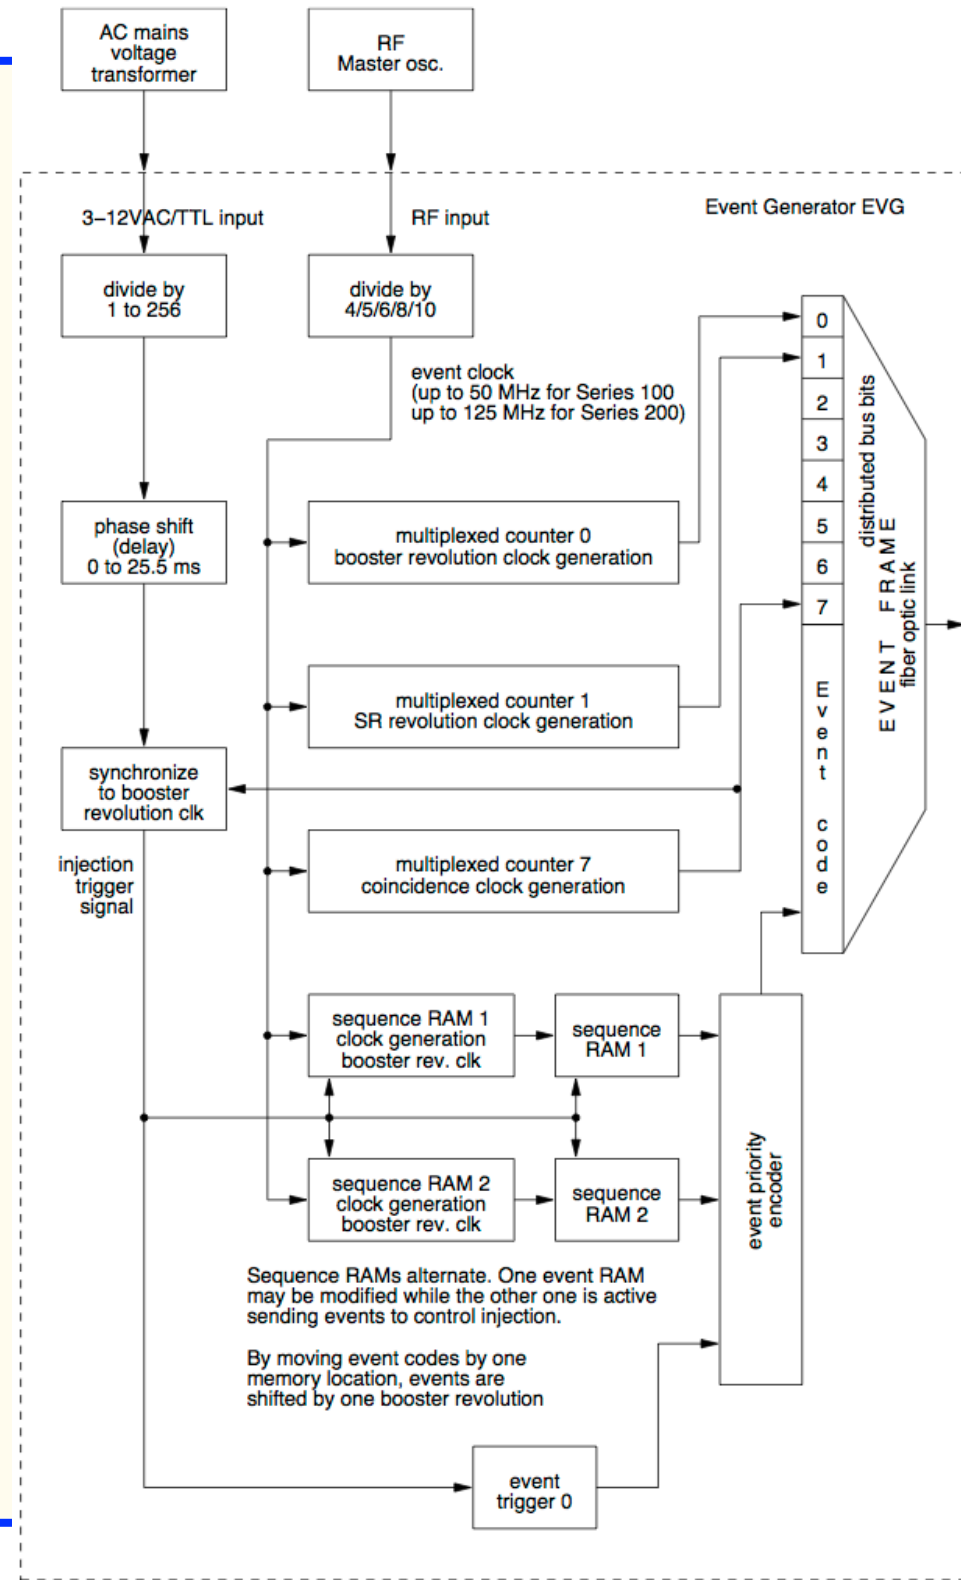 AC mains
voltage
transformer
RF
Master osc.
3–12VAC/TTL input
RF input
Event Generator EVG
divide by
1 to 256
divide by
4/5/6/8/10
event clock
(up to 50 MHz for Series 100
up to 125 MHz for Series 200)
0
1
2
3
4
5
6
7
Event code
distributed bus bits
EVENT FRAME
fiber optic link
phase shift
(delay)
0 to 25.5 ms
multiplexed counter 0
booster revolution clock generation
multiplexed counter 1
SR revolution clock generation
synchronize
to booster
revolution clk
multiplexed counter 7
coincidence clock generation
injection
trigger
signal
sequence RAM 1
clock generation
booster rev. clk
sequence
RAM 1
sequence RAM 2
clock generation
booster rev. clk
sequence
RAM 2
event priority
encoder
Sequence RAMs alternate. One event RAM
may be modified while the other one is active
sending events to control injection.
By moving event codes by one
memory location, events are
shifted by one booster revolution
event
trigger 0